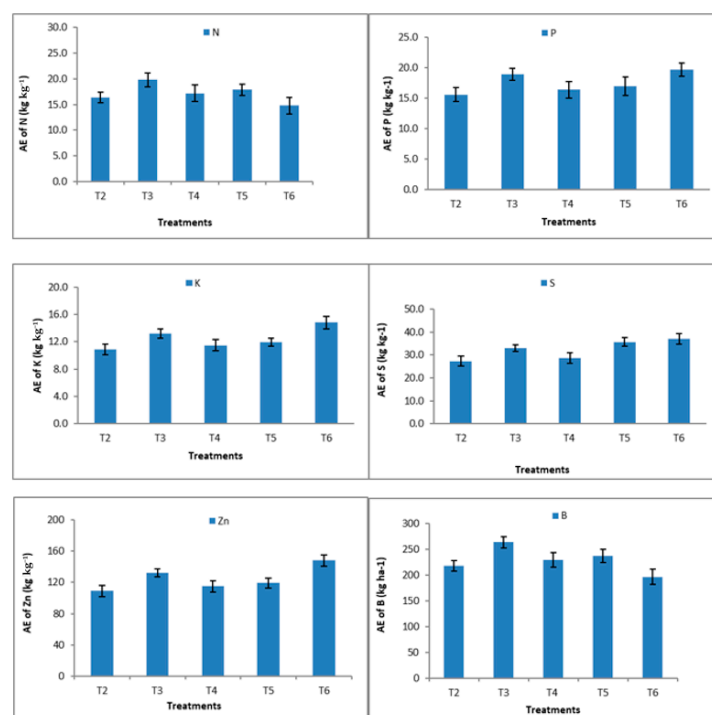 N
25.0
20.0
15.0
10.0
5.0
0.0
AE of N (kg kg⁻¹)
T2 T3 T4 T5 T6
Treatments
P
25.0
20.0
15.0
10.0
5.0
0.0
AE of P (kg kg-1)
T2 T3 T4 T5 T6
Treatments
K
20.0
16.0
12.0
8.0
4.0
0.0
AE of K (kg kg⁻¹)
T2 T3 T4 T5 T6
Treatments
S
50.0
40.0
30.0
20.0
10.0
0.0
AE of S (kg kg-1)
T2 T3 T4 T5 T6
Treatments
Zn
200
160
120
80
40
0
AE of Zn (kg kg⁻¹)
T2 T3 T4 T5 T6
Treatments
B
300
250
200
150
100
50
0
AE of B (kg ha-1)
T2 T3 T4 T5 T6
Treatments